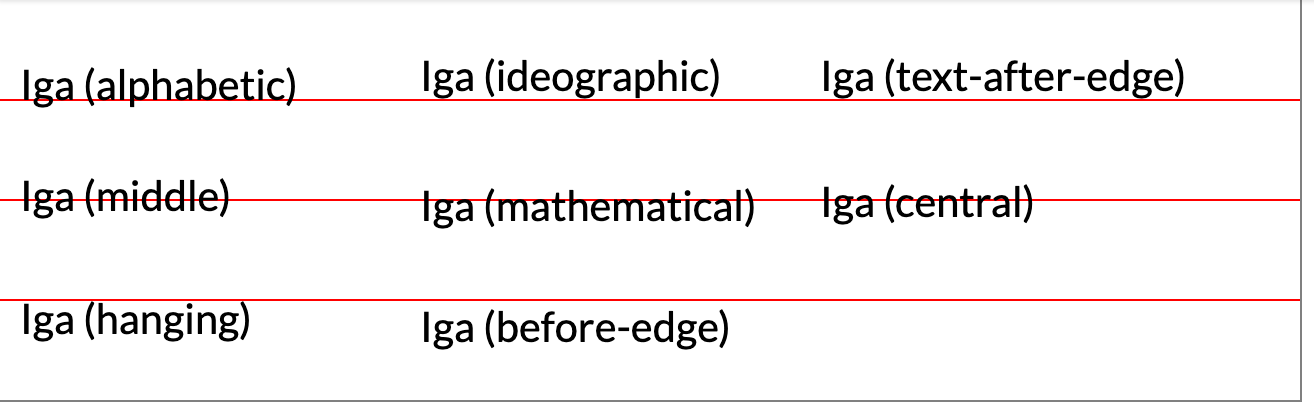 Iga (alphabetic) Iga (ideographic) Iga (text-after-edge)
Iga (middle) Iga (mathematical) Iga (central)
Iga (hanging) Iga (before-edge)